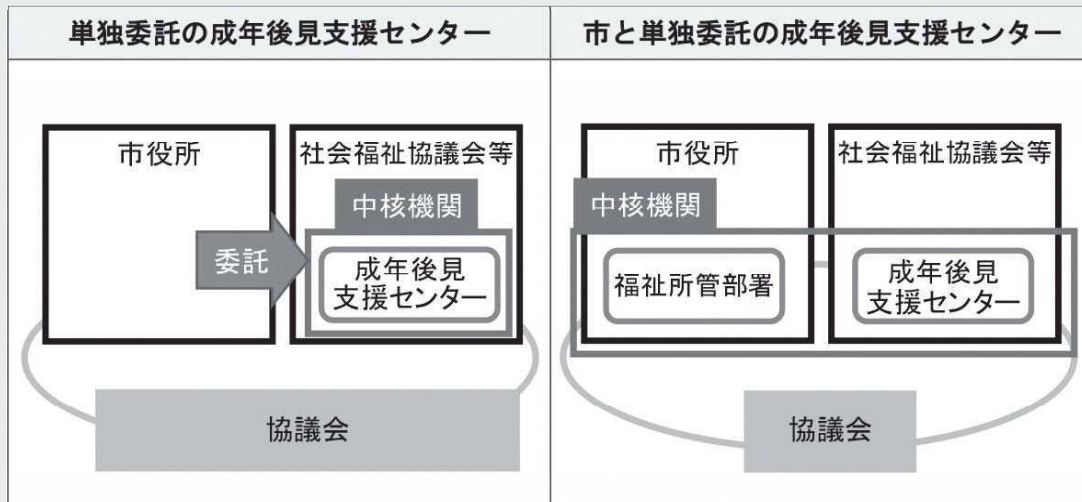 単独委託の成年後見支援センター
市役所
社会福祉協議会等
中核機関
委託
成年後見
支援センター
協議会
市と単独委託の成年後見支援センター
市役所
社会福祉協議会等
中核機関
福祉所管部署
成年後見
支援センター
協議会